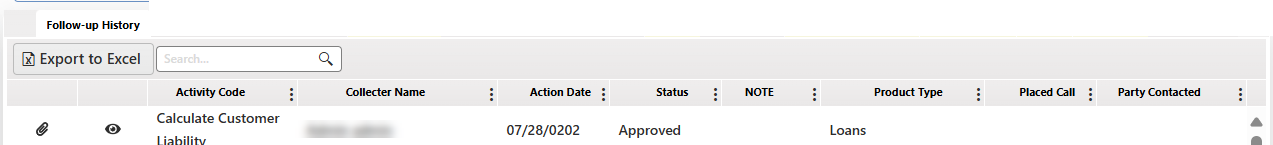 Follow-up History
Export to Excel
Search...
Activity Code Collecter Name Action Date Status NOTE Product Type Placed Call Party Contacted
Calculate Customer
Liability
07/28/0202 Approved Loans